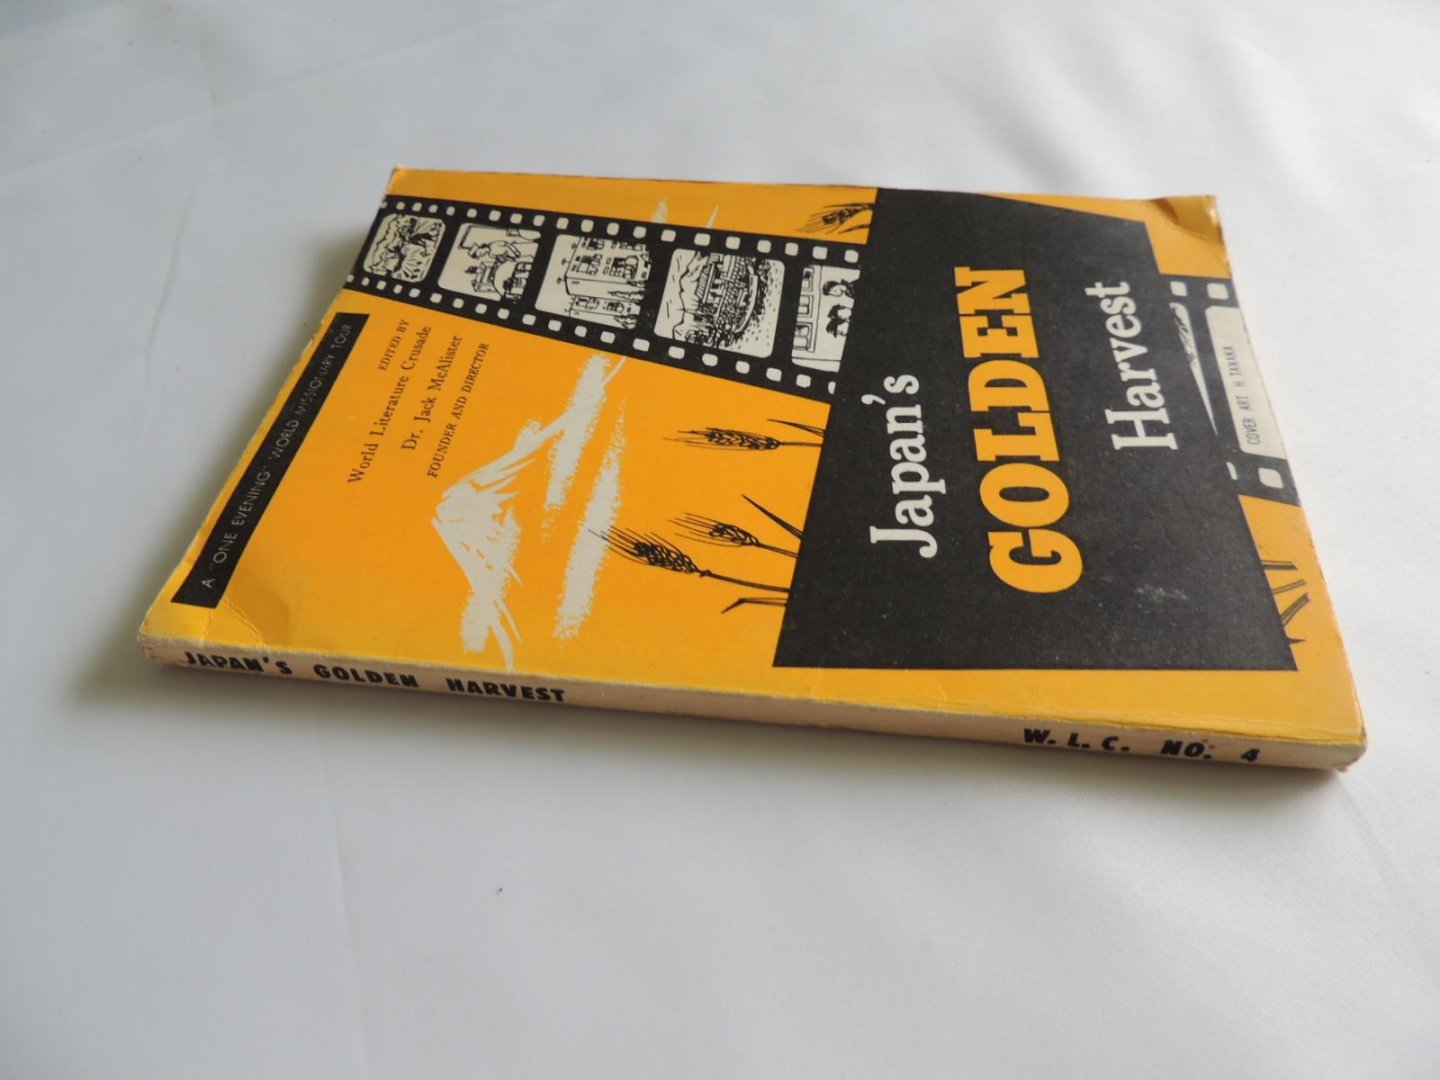 A "ONE EVENING" WORLD MISSIONARY TOUR
EDITED BY
World Literature Crusade
Dr. Jack McAlister
FOUNDER AND DIRECTOR
Japan's
GOLDEN
Harvest
COVER ART H. TANAKA
JAPAN'S GOLDEN HARVEST W.L.C. NO. 4